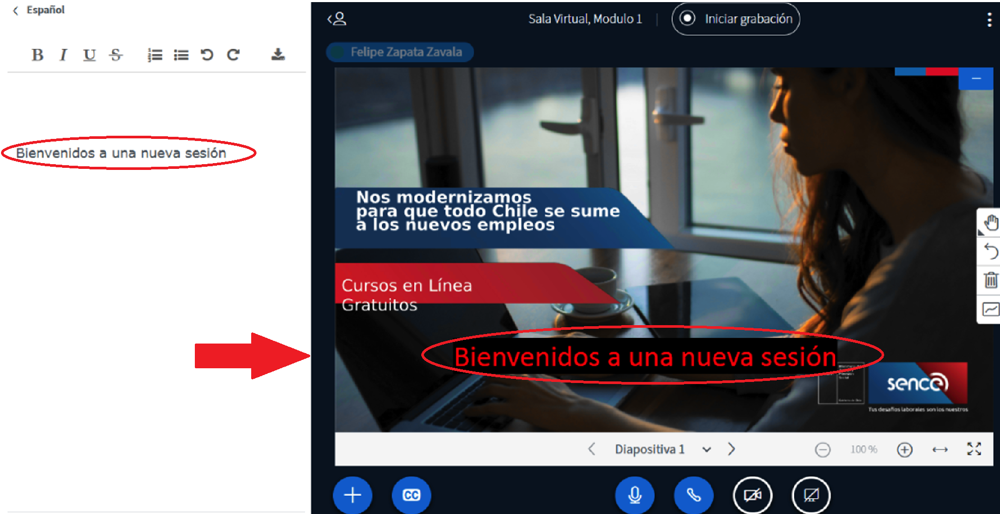 Español
B I U S
Bienvenidos a una nueva sesión
Sala Virtual, Modulo 1
Iniciar grabación
Felipe Zapata Zavala
Nos modernizamos
para que todo Chile se sume
a los nuevos empleos
Cursos en Línea
Gratuitos
Bienvenidos a una nueva sesión
sence
Tus desafíos laborales son los nuestros
Diapositiva 1
100 %
CC